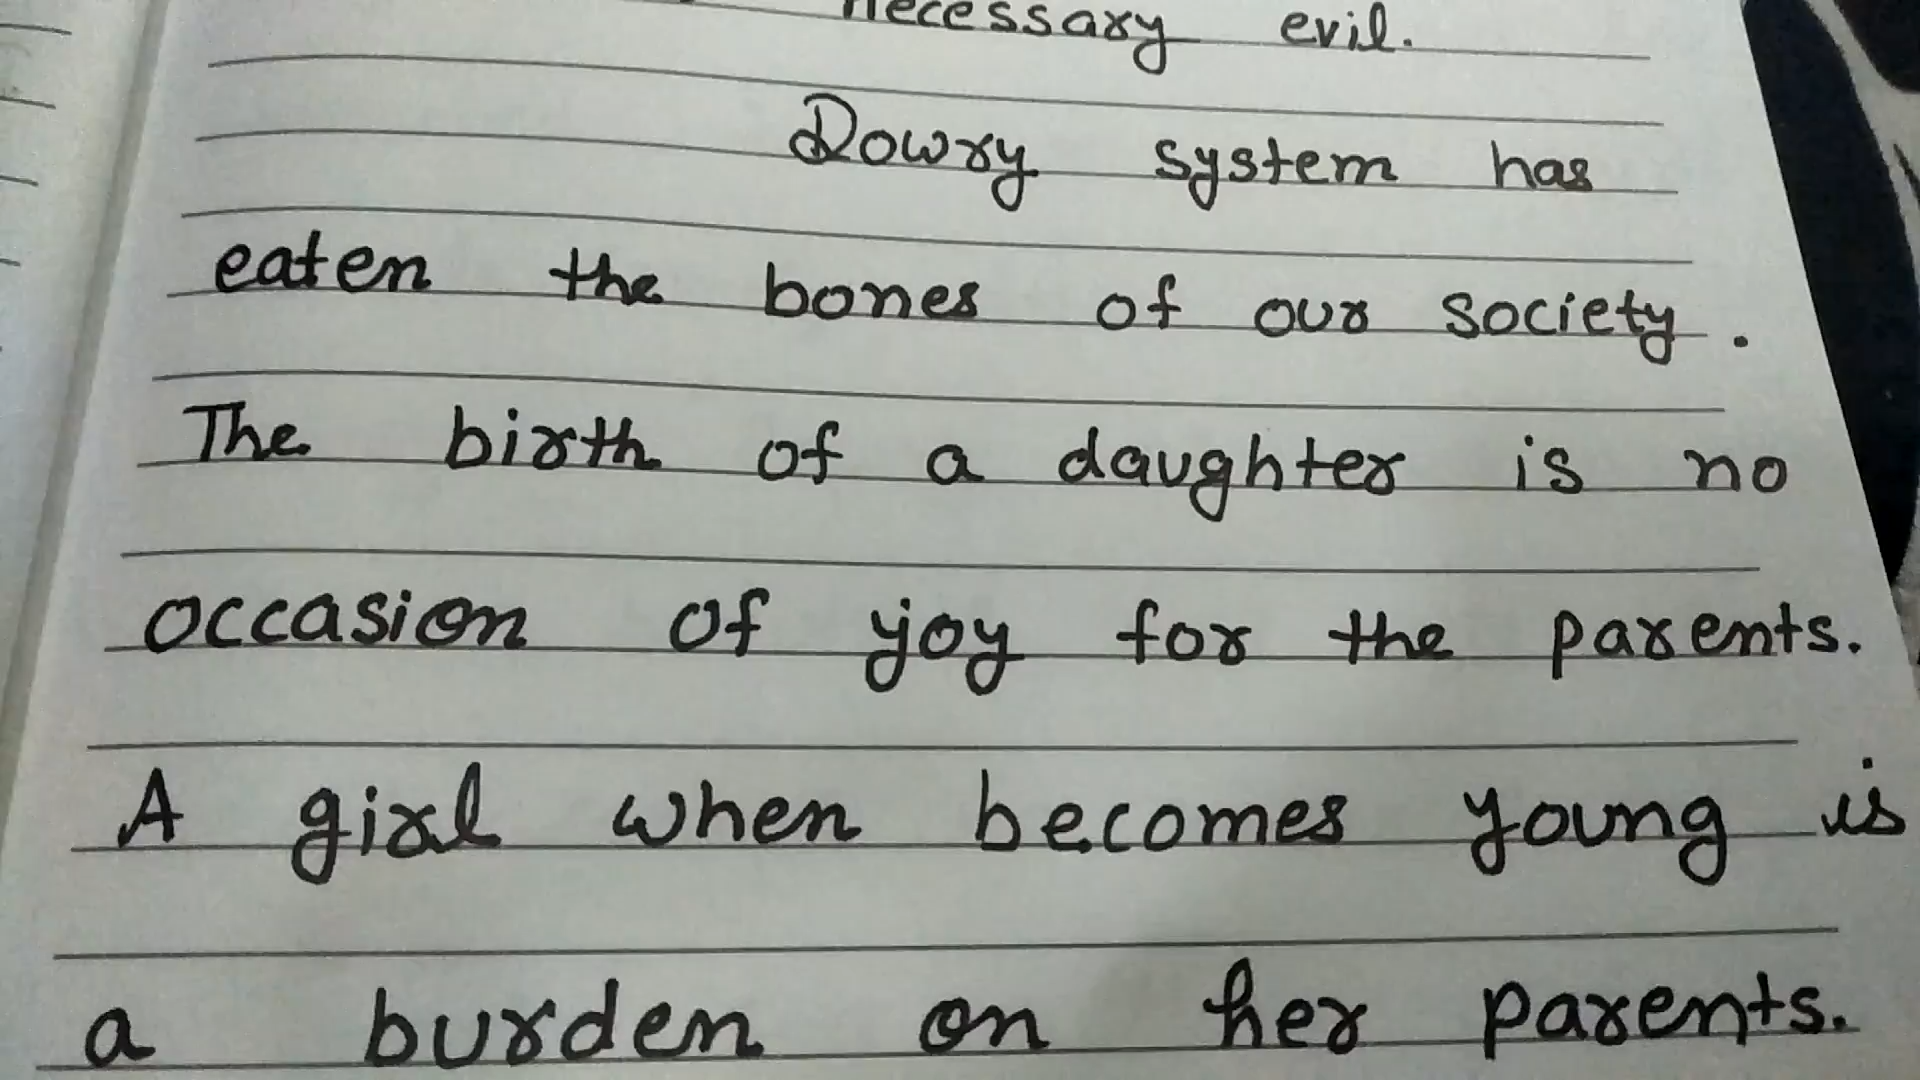 necessary evil.
Dowry system has
eaten the bones of our society.
The birth of a daughter is no
occasion of joy for the parents.
A girl when becomes young is
a burden on her parents.